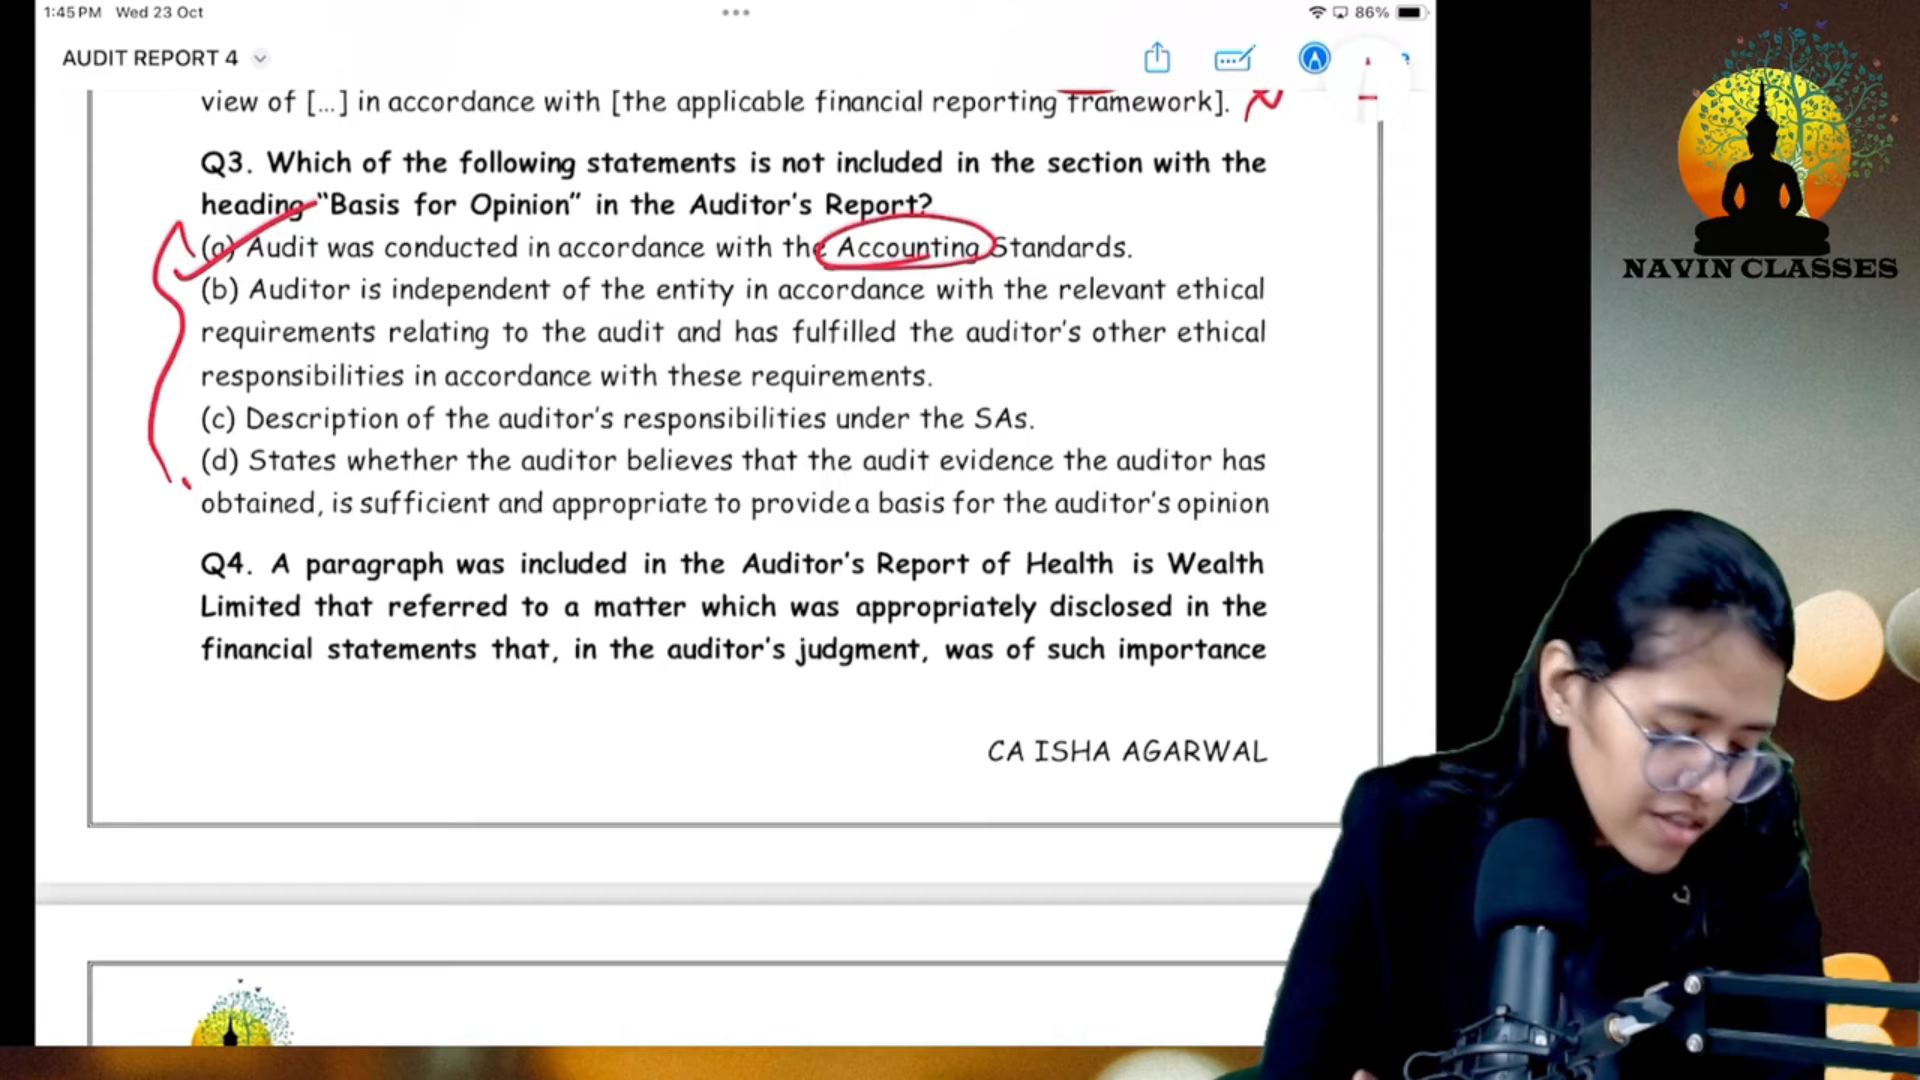 1:45 PM Wed 23 Oct
86%
AUDIT REPORT 4
view of [...] in accordance with [the applicable financial reporting framework].
Q3. Which of the following statements is not included in the section with the
heading "Basis for Opinion" in the Auditor's Report?
(a) Audit was conducted in accordance with the Accounting Standards.
(b) Auditor is independent of the entity in accordance with the relevant ethical
requirements relating to the audit and has fulfilled the auditor's other ethical
responsibilities in accordance with these requirements.
(c) Description of the auditor's responsibilities under the SAs.
(d) States whether the auditor believes that the audit evidence the auditor has
obtained, is sufficient and appropriate to provide a basis for the auditor's opinion
Q4. A paragraph was included in the Auditor's Report of Health is Wealth
Limited that referred to a matter which was appropriately disclosed in the
financial statements that, in the auditor's judgment, was of such importance
CA ISHA AGARWAL
NAVIN CLASSES